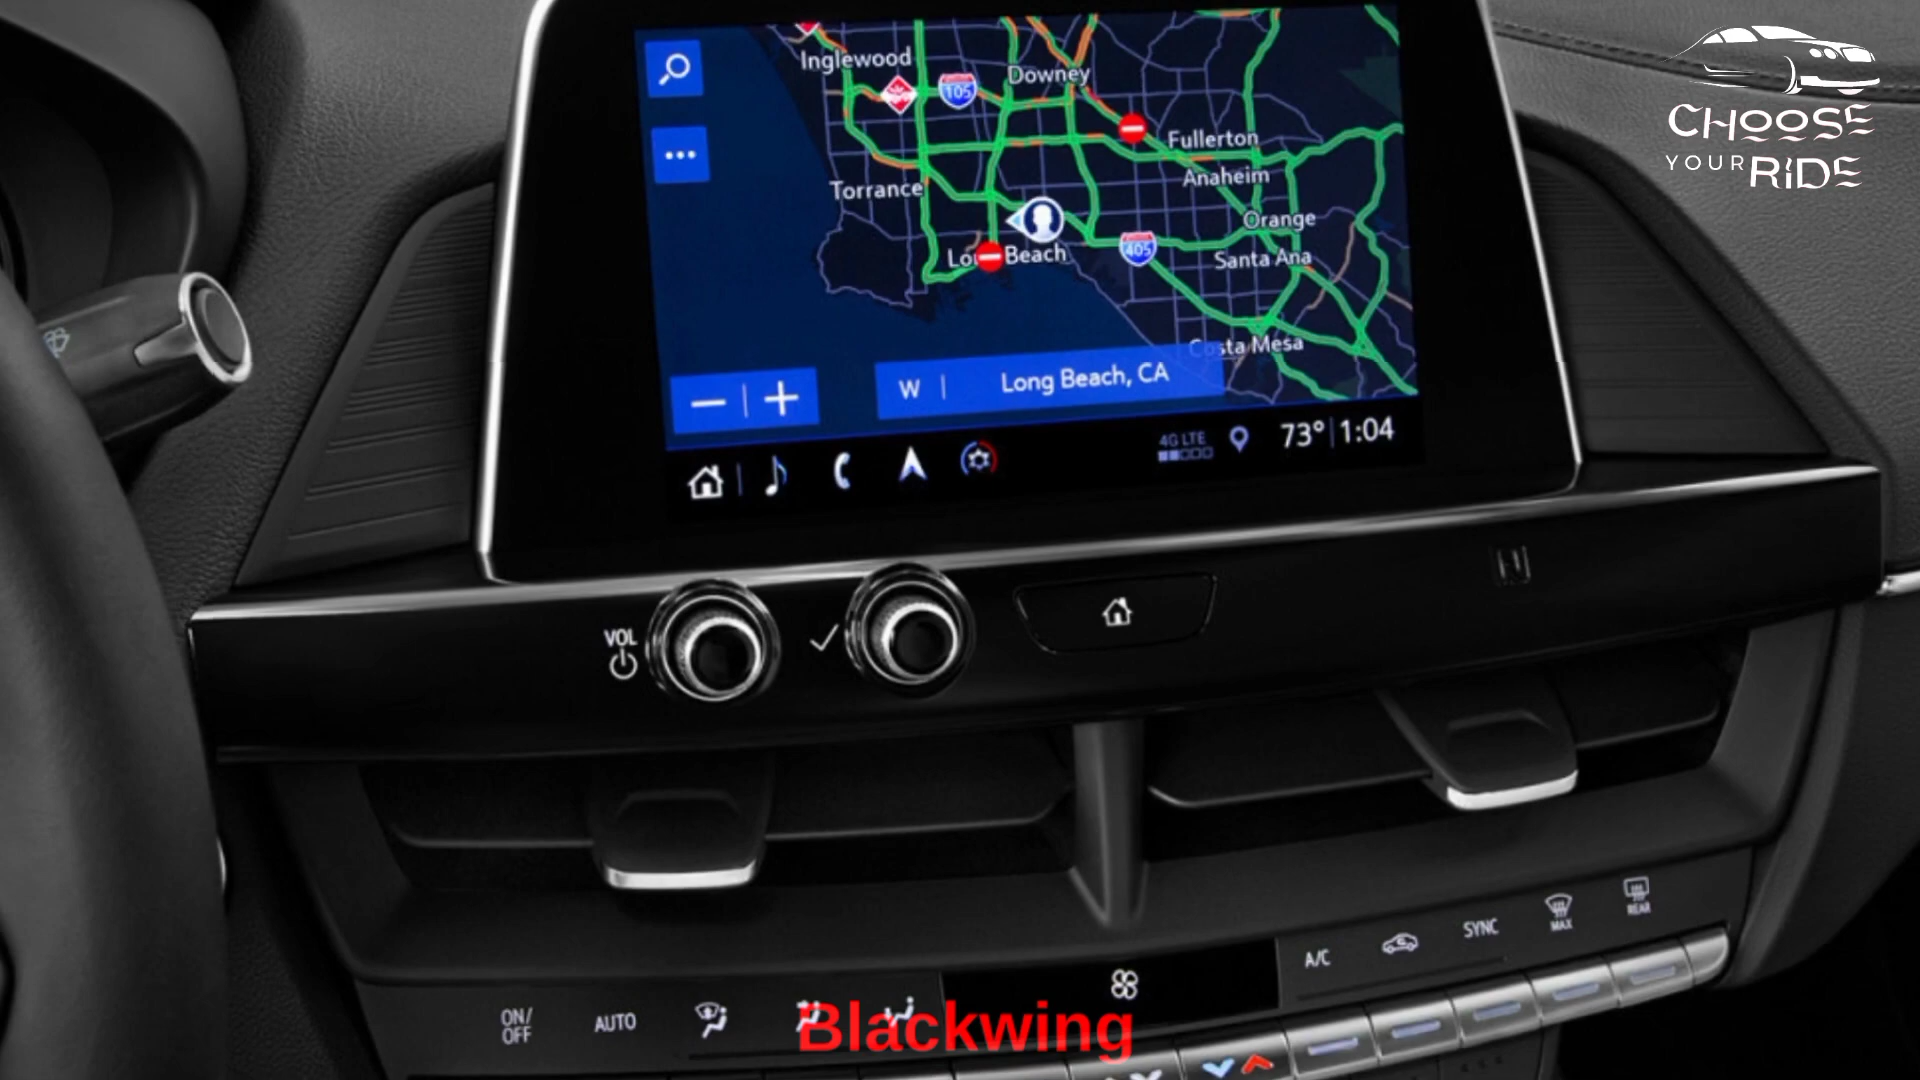 Inglewood
105
Downey
Fullerton
Anaheim
Torrance
Orange
Beach
405
Santa Ana
Costa Mesa
W | Long Beach, CA
4G LTE
73° 1:04
CHOOSE
YOUR RIDE
VOL
A/C
SYNC
MAX
REAR
ON/
OFF
AUTO
Blackwing